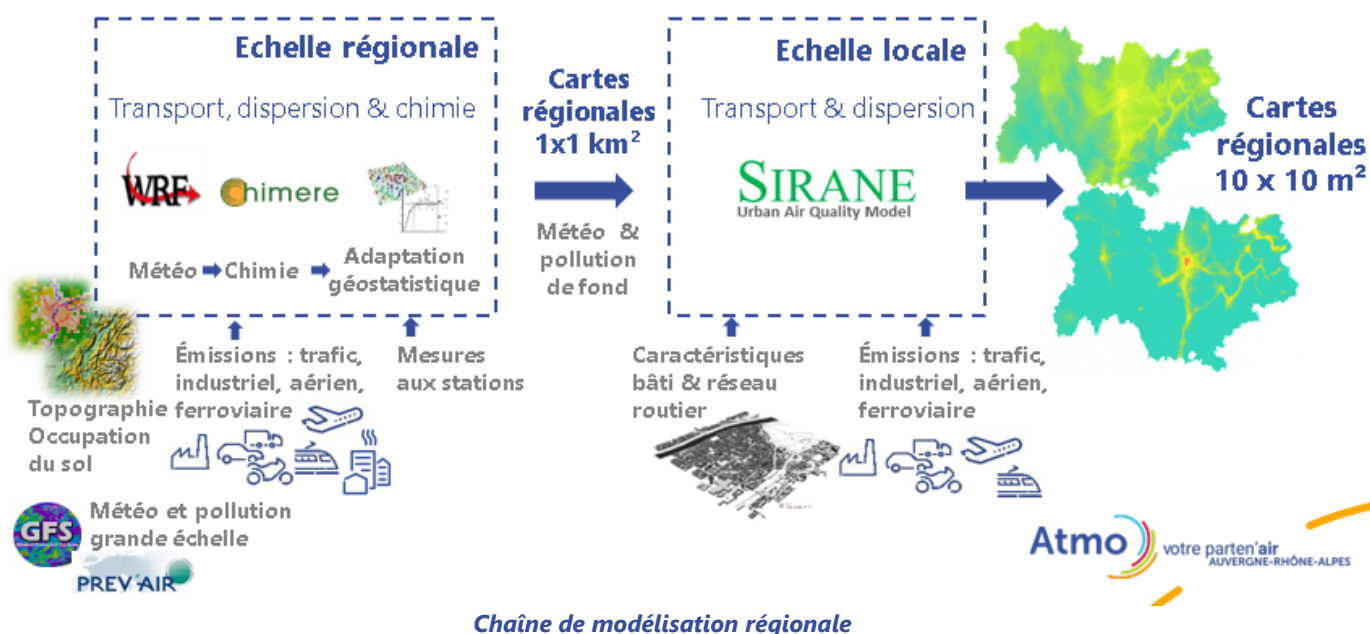 Echelle régionale
Transport, dispersion & chimie
WRF
Chimere
Météo
Chimie
Adaptation
géostatistique
Cartes
régionales
1x1 km²
Météo &
pollution
de fond
Echelle locale
Transport & dispersion
SIRANE
Urban Air Quality Model
Cartes
régionales
10 x 10 m²
Topographie
Occupation
du sol
Émissions : trafic,
industriel, aérien,
ferroviaire
Mesures
aux stations
Caractéristiques
bâti & réseau
routier
Émissions : trafic,
industriel, aérien,
ferroviaire
GFS
Météo et pollution
grande échelle
PREV'AIR
Atmo
votre parten'air
AUVERGNE-RHÔNE-ALPES
Chaîne de modélisation régionale